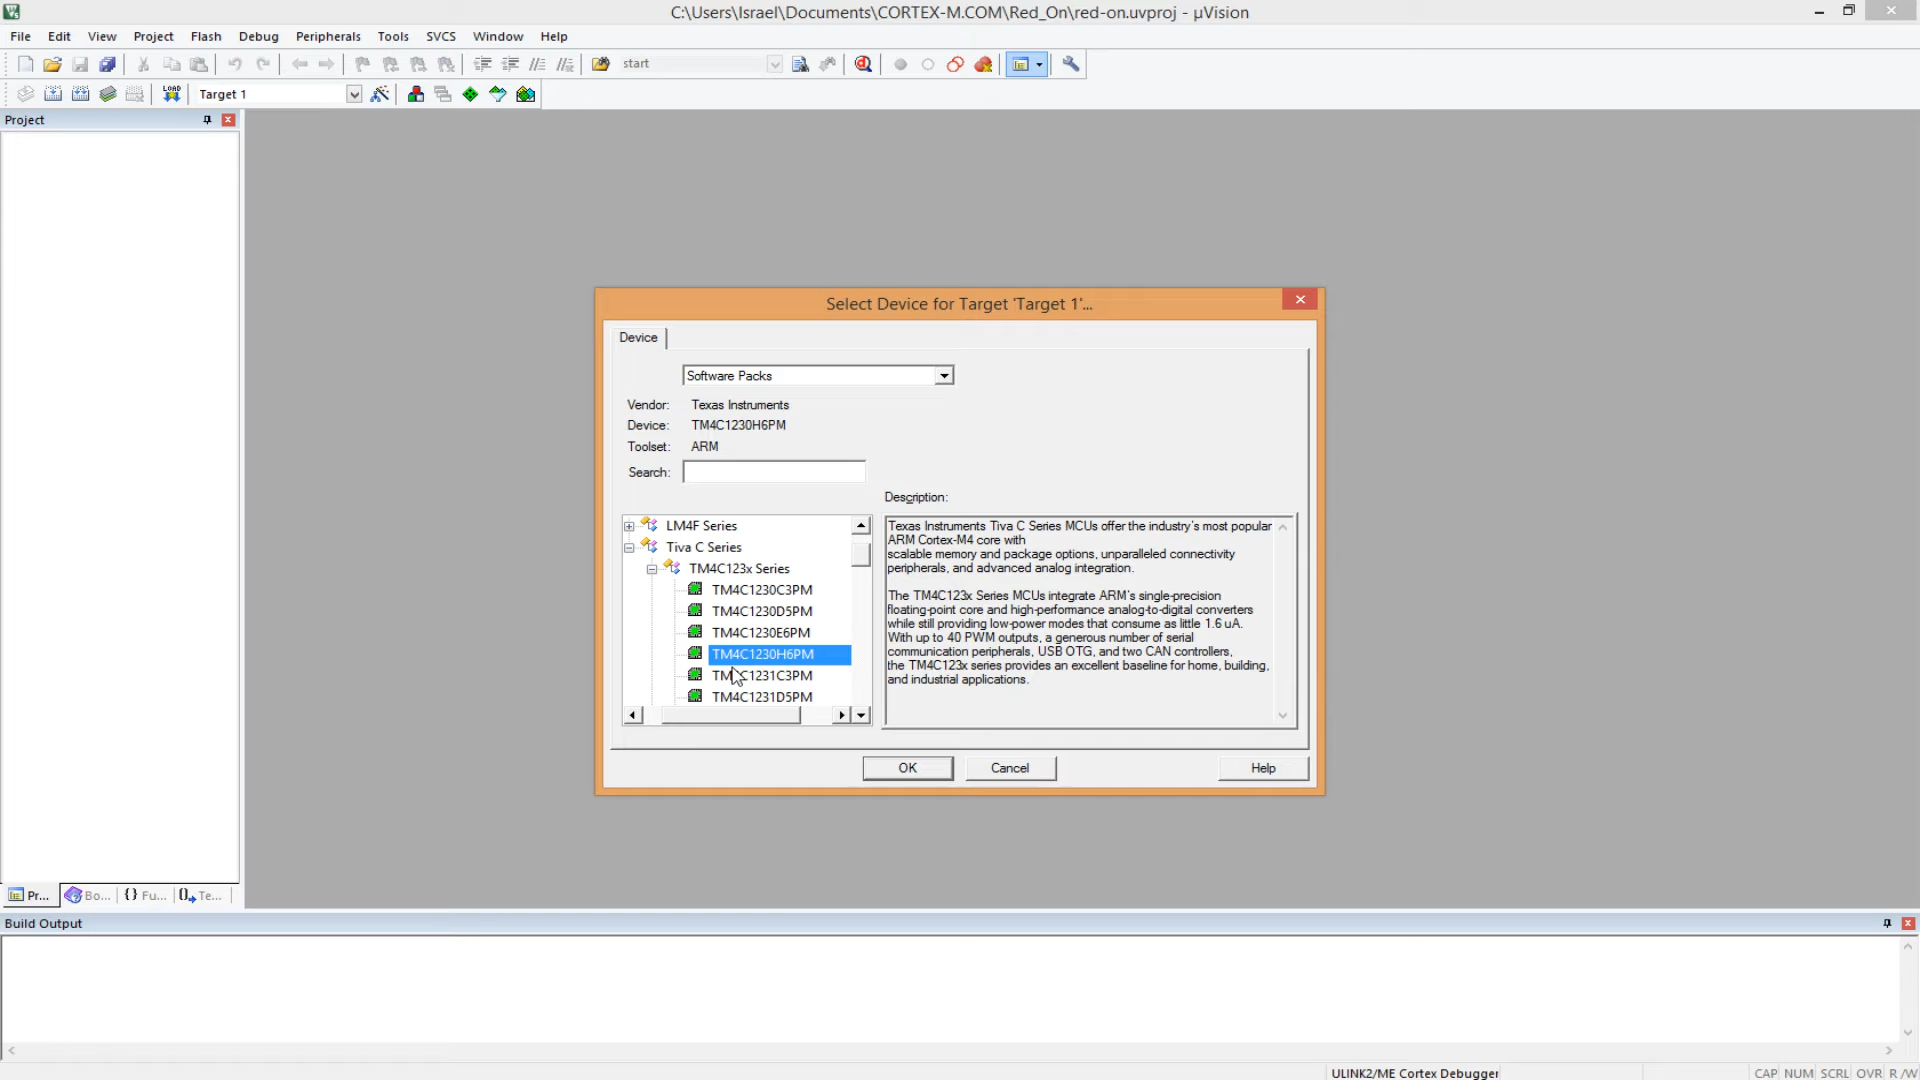 C:\Users\Israel\Documents\CORTEX-M.COM\Red_On\red-on.uvproj - µVision
File Edit View Project Flash Debug Peripherals Tools SVCS Window Help
start
LOAD Target 1
Project
Select Device for Target 'Target 1'...
Device
Software Packs
Vendor: Texas Instruments
Device: TM4C1230H6PM
Toolset: ARM
Search:
Description:
LM4F Series
Tiva C Series
TM4C123x Series
TM4C1230C3PM
TM4C1230D5PM
TM4C1230E6PM
TM4C1230H6PM
TM4C1231C3PM
TM4C1231D5PM
Texas Instruments Tiva C Series MCUs offer the industry's most popular
ARM Cortex-M4 core with
scalable memory and package options, unparalleled connectivity
peripherals, and advanced analog integration.
The TM4C123x Series MCUs integrate ARM's single-precision
floating-point core and high-performance analog-to-digital converters
while still providing low-power modes that consume as little 1.6 uA.
With up to 40 PWM outputs, a generous number of serial
communication peripherals, USB OTG, and two CAN controllers,
the TM4C123x series provides an excellent baseline for home, building,
and industrial applications.
OK Cancel Help
Pr... Bo... {} Fu... Te...
Build Output
ULINK2/ME Cortex Debugger CAP NUM SCRL OVR R/W